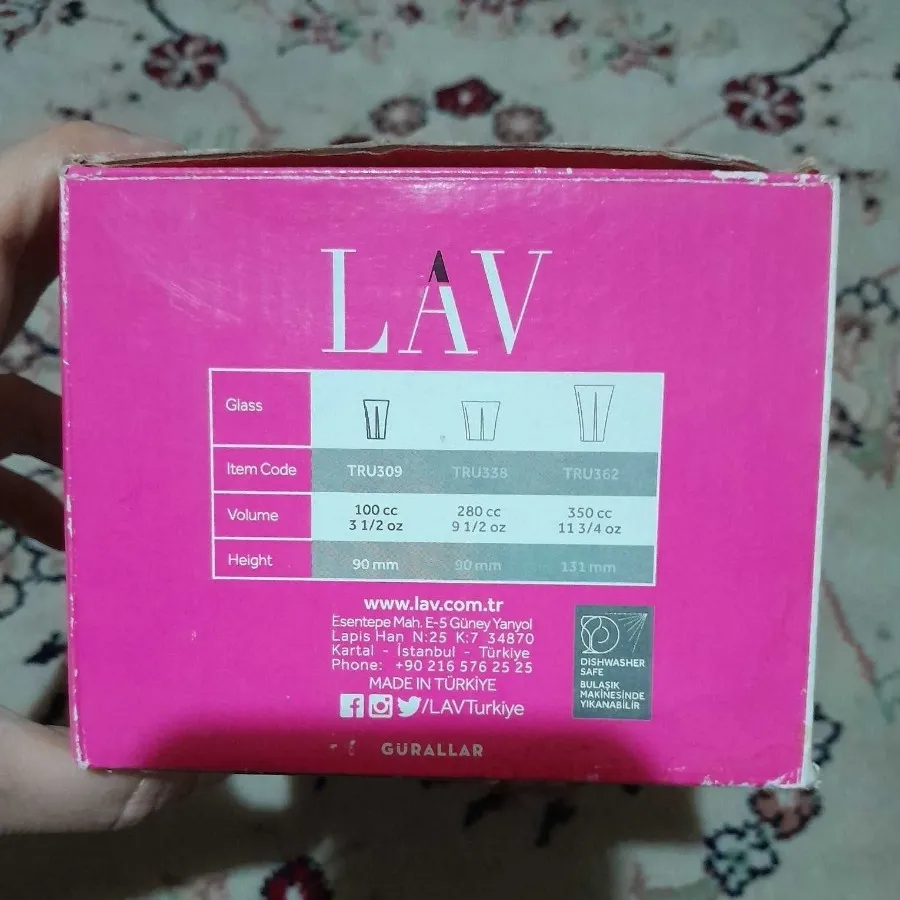 LAV
Glass
Item Code TRU309 TRU338 TRU362
Volume 100 cc 280 cc 350 cc
3 1/2 oz 9 1/2 oz 11 3/4 oz
Height 90 mm 90 mm 131 mm
www.lav.com.tr
Esentepe Mah. E-5 Güney Yanyol
Lapis Han N:25 K:7 34870
Kartal - İstanbul - Türkiye
Phone: +90 216 576 25 25
MADE IN TÜRKİYE
/LAVTurkiye
DISHWASHER
SAFE
BULAŞIK
MAKİNESİNDE
YIKANABİLİR
GÜRALLAR